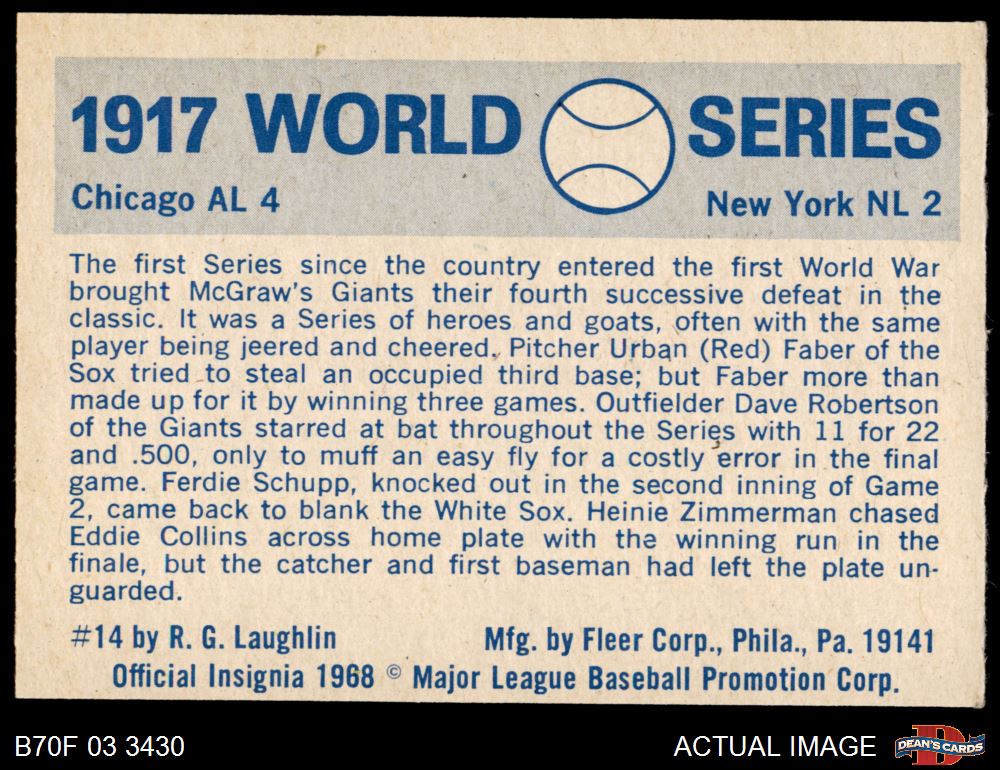 1917 WORLD SERIES
Chicago AL 4 New York NL 2
The first Series since the country entered the first World War
brought McGraw's Giants their fourth successive defeat in the
classic. It was a Series of heroes and goats, often with the same
player being jeered and cheered. Pitcher Urban (Red) Faber of the
Sox tried to steal an occupied third base; but Faber more than
made up for it by winning three games. Outfielder Dave Robertson
of the Giants starred at bat throughout the Series with 11 for 22
and .500, only to muff an easy fly for a costly error in the final
game. Ferdie Schupp, knocked out in the second inning of Game
2, came back to blank the White Sox. Heinie Zimmerman chased
Eddie Collins across home plate with the winning run in the
finale, but the catcher and first baseman had left the plate un-
guarded.
#14 by R. G. Laughlin Mfg. by Fleer Corp., Phila., Pa. 19141
Official Insignia 1968 © Major League Baseball Promotion Corp.
B70F 03 3430 ACTUAL IMAGE D DEAN'S CARDS